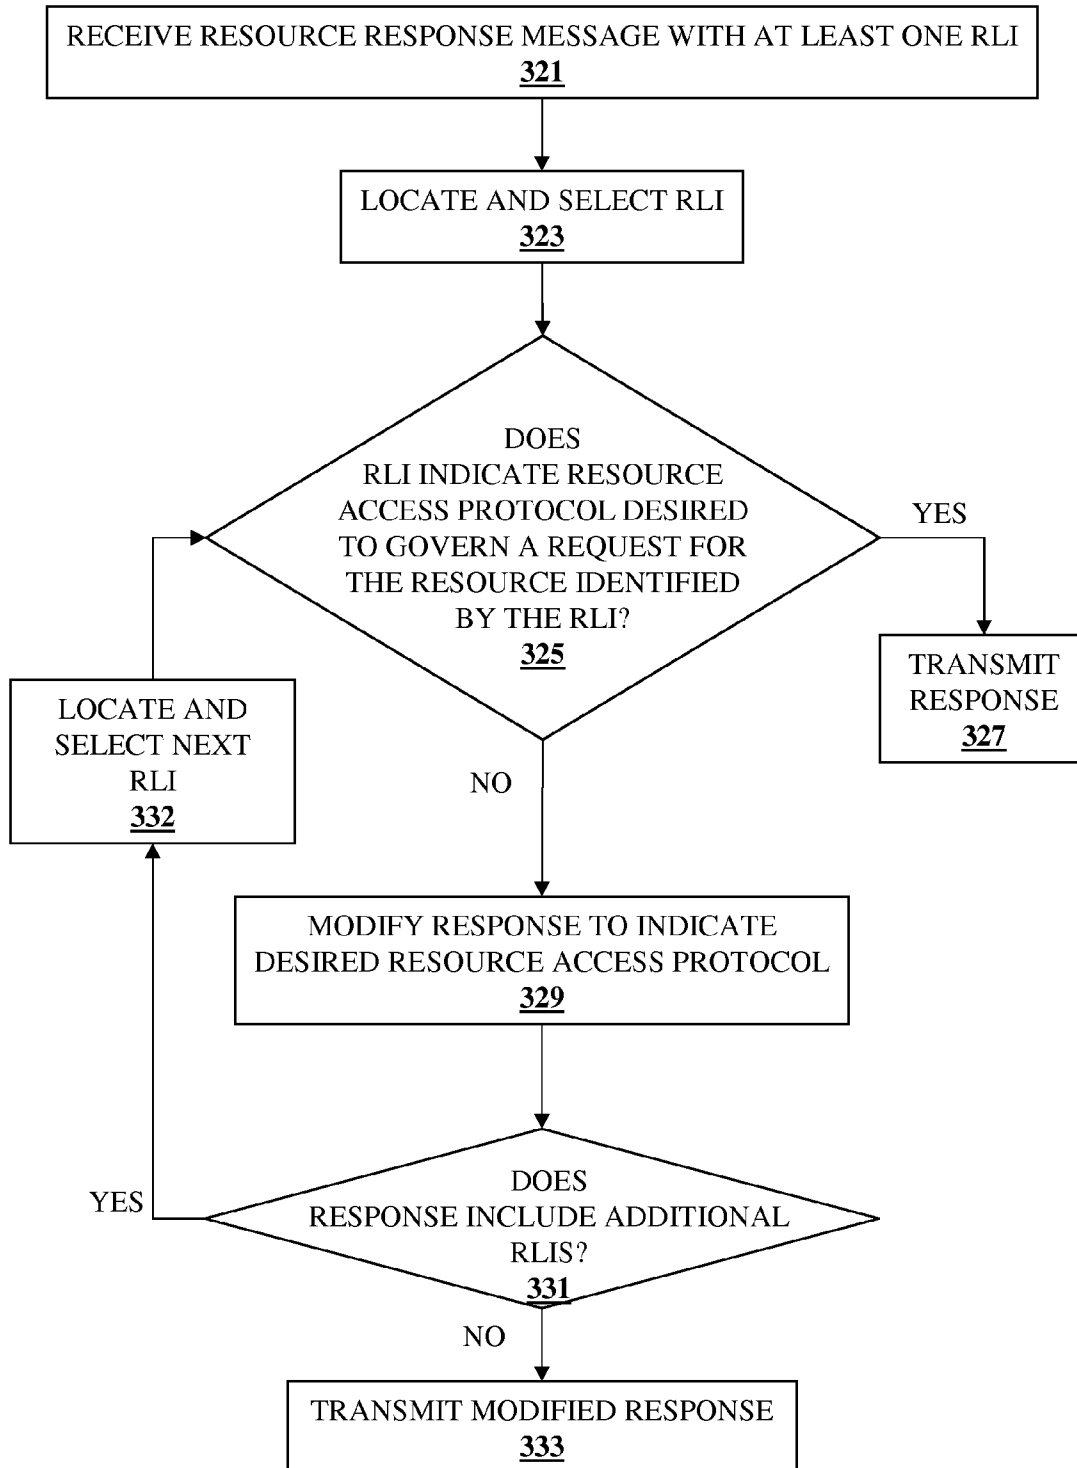 RECEIVE RESOURCE RESPONSE MESSAGE WITH AT LEAST ONE RLI
321
LOCATE AND SELECT RLI
323
DOES
RLI INDICATE RESOURCE
ACCESS PROTOCOL DESIRED
TO GOVERN A REQUEST FOR
THE RESOURCE IDENTIFIED
BY THE RLI?
325
YES
TRANSMIT
RESPONSE
327
LOCATE AND
SELECT NEXT
RLI
332
NO
MODIFY RESPONSE TO INDICATE
DESIRED RESOURCE ACCESS PROTOCOL
329
DOES
RESPONSE INCLUDE ADDITIONAL
RLIS?
331
YES
NO
TRANSMIT MODIFIED RESPONSE
333